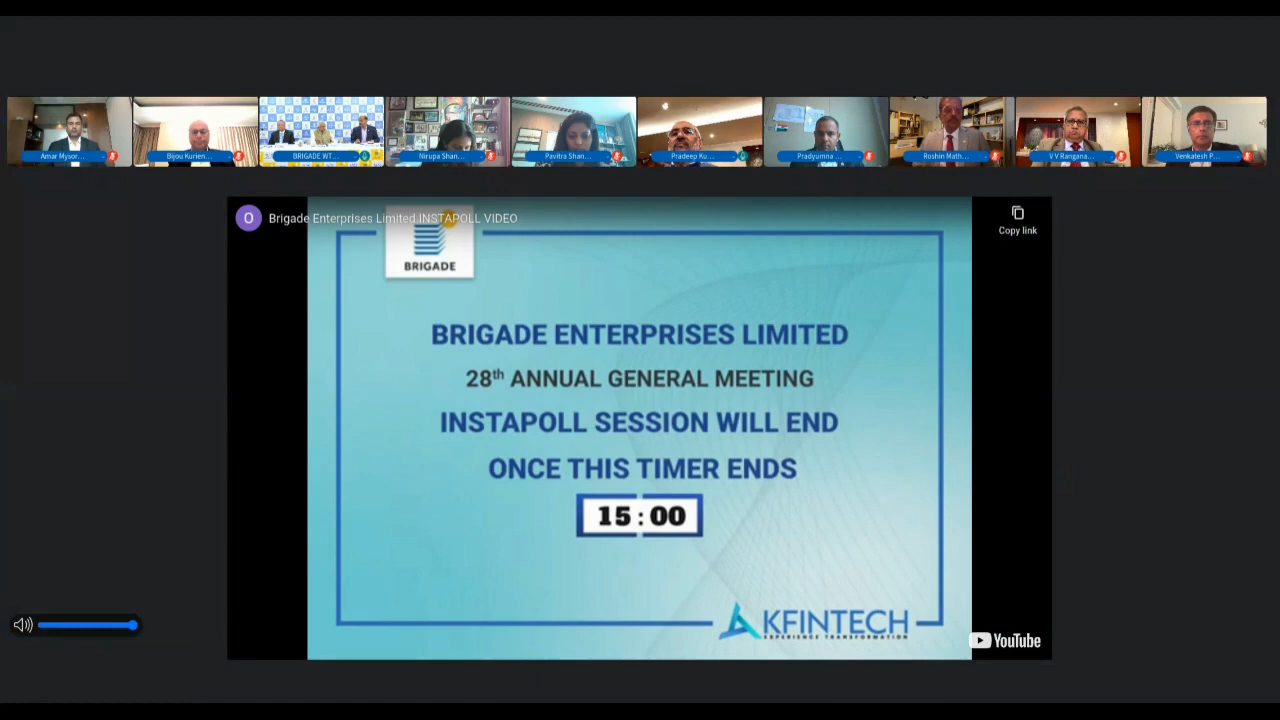 Amar Mysor...
Bijou Kurien...
BRIGADE WT...
Nirupa Shan...
Pavitra Shan...
Pradeep Ku...
Pradyumna ...
Roshin Math...
V V Rangana...
Venkatesh P...
O
Brigade Enterprises Limited INSTAPOLL VIDEO
Copy link
BRIGADE
BRIGADE ENTERPRISES LIMITED
28th ANNUAL GENERAL MEETING
INSTAPOLL SESSION WILL END
ONCE THIS TIMER ENDS
15:00
KFINTECH
EXPERIENCE TRANSFORMATION
YouTube